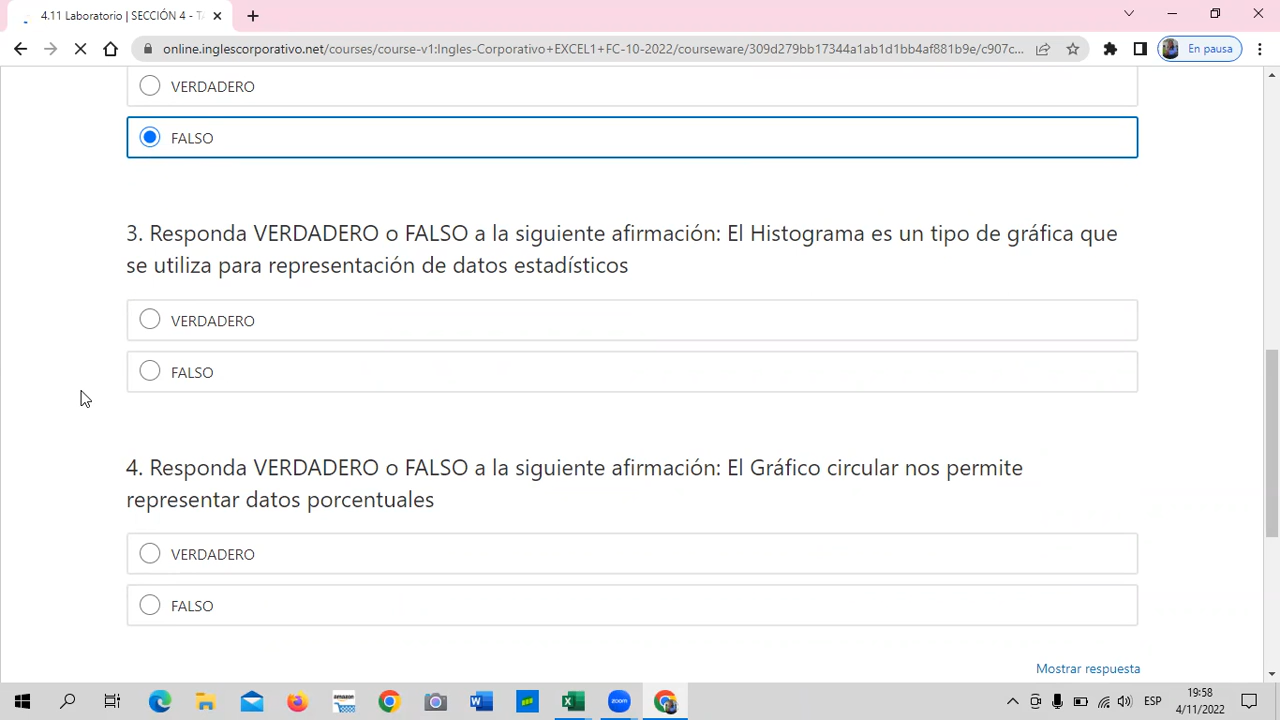 4.11 Laboratorio | SECCIÓN 4 - TA
online.inglescorporativo.net/courses/course-v1:Ingles-Corporativo+EXCEL1+FC-10-2022/courseware/309d279bb17344a1ab1d1bb4af881b9e/c907c...
En pausa
VERDADERO
FALSO
3. Responda VERDADERO o FALSO a la siguiente afirmación: El Histograma es un tipo de gráfica que
se utiliza para representación de datos estadísticos
VERDADERO
FALSO
4. Responda VERDADERO o FALSO a la siguiente afirmación: El Gráfico circular nos permite
representar datos porcentuales
VERDADERO
FALSO
Mostrar respuesta
amazon
zoom
ESP
19:58
4/11/2022